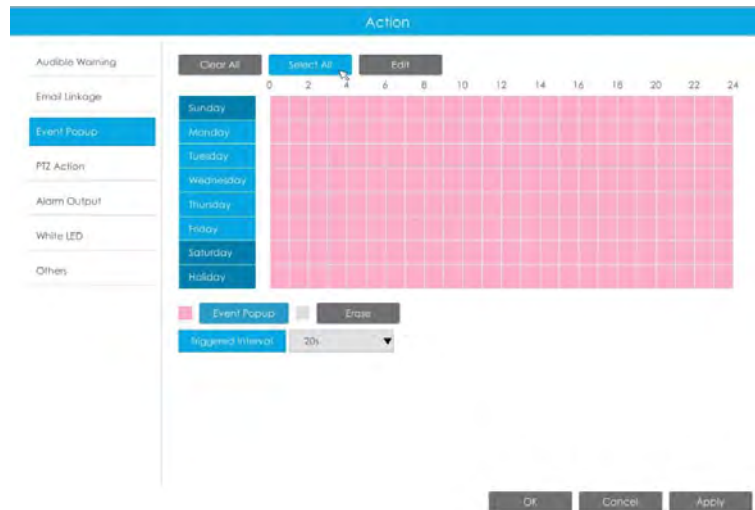 Action
Audible Warning
Email Linkage
Event Popup
PTZ Action
Alarm Output
White LED
Others
Clear All Select All Edit
0 2 4 6 8 10 12 14 16 18 20 22 24
Sunday
Monday
Tuesday
Wednesday
Thursday
Friday
Saturday
Holiday
Event Popup Erase
Triggered Interval 20s
OK Cancel Apply